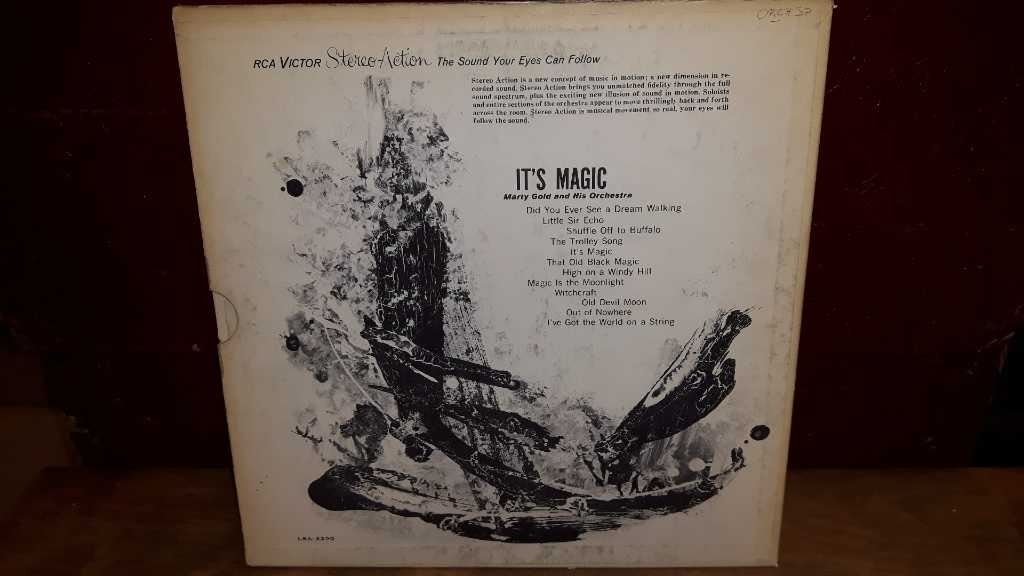 ORCH 37
RCA VICTOR Stereo Action The Sound Your Eyes Can Follow
Stereo Action is a new concept of music in motion; a new dimension in re-
corded sound. Stereo Action brings you unmatched fidelity through the full
sound spectrum, plus the exciting new illusion of sound in motion. Soloists
and entire sections of the orchestra appear to move thrillingly back and forth
across the room. Stereo Action is musical movement so real, your eyes will
follow the sound.
IT'S MAGIC
Marty Gold and His Orchestra
Did You Ever See a Dream Walking
Little Sir Echo
Shuffle Off to Buffalo
The Trolley Song
It's Magic
That Old Black Magic
High on a Windy Hill
Magic Is the Moonlight
Witchcraft
Old Devil Moon
Out of Nowhere
I've Got the World on a String